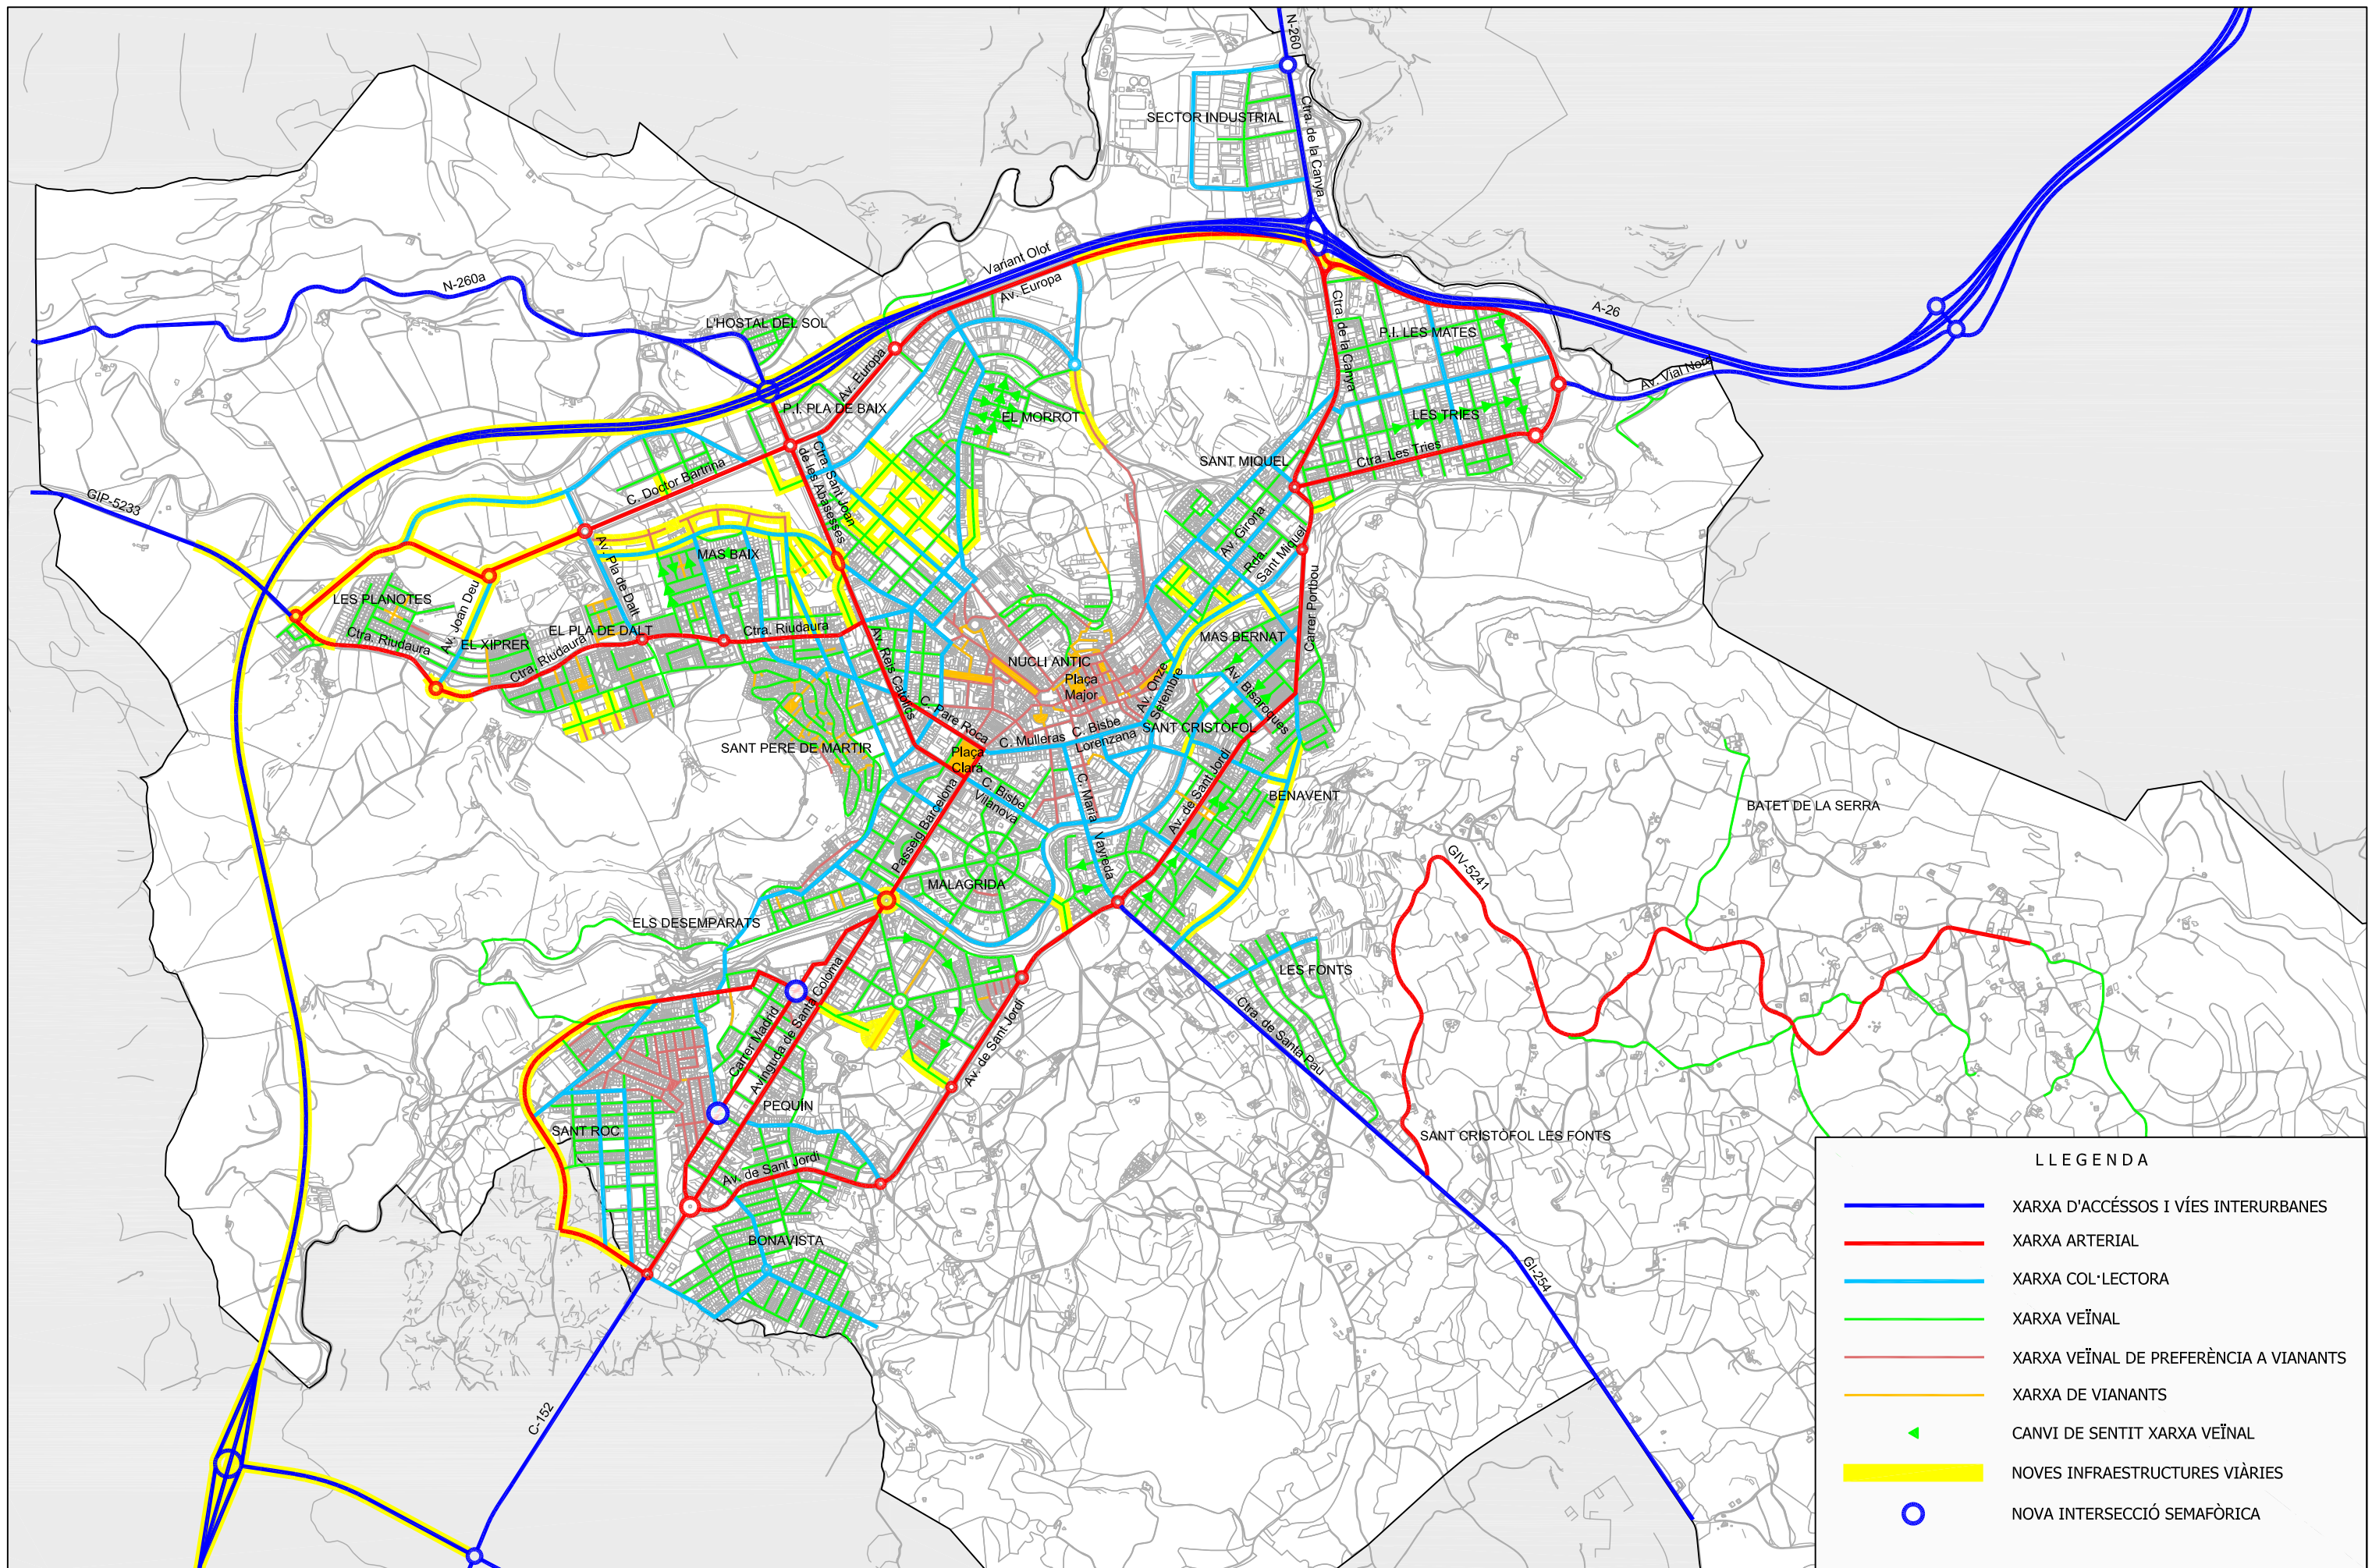 N-260
SECTOR INDUSTRIAL
Ctra. de la Canya
Variant Olot
Av. Europa
N-260a
L'HOSTAL DEL SOL
A-26
Ctra. de la Canya
P.I. LES MATES
Av. Vial Nord
Av. Europa
P.I. PLA DE BAIX
EL MORROT
LES TRIES
Ctra. Les Tries
SANT MIQUEL
C. Doctor Bartrina
Ctra. Sant Joan
de les Abasesses
GIP-5233
Av. Girona
Rda.
Sant Miquel
MAS BAIX
Av. Pla de Dalt
Carrer Portbou
LES PLANOTES
Av. Joan Deu
Ctra. Riudaura
EL XIPRER
EL PLA DE DALT
Ctra. Riudaura
Ctra. Riudaura
MAS BERNAT
Av. Reis Catòlics
NUCLI ANTIC
Plaça
Major
Av. Onze
Setembre
Av. Bisaroques
C. Pare Roca
SANT CRISTÒFOL
C. Mulleras
C. Bisbe
Lorenzana
SANT PERE DE MARTIR
Plaça
Clarà
C. Bisbe
Vilanova
C. Maria
Vayreda
Av. de Sant Jordi
BENAVENT
BATET DE LA SERRA
Passeig Barcelona
MALAGRIDA
GIV-5241
ELS DESEMPARATS
LES FONTS
Ctra. de Santa Pau
Carrer Madrid
Avinguda de Santa Coloma
Av. de Sant Jordi
PEQUÍN
SANT ROC
SANT CRISTÒFOL LES FONTS
Av. de Sant Jordi
BONAVISTA
GI-254
C-152
LLEGENDA
XARXA D'ACCÉSSOS I VÍES INTERURBANES
XARXA ARTERIAL
XARXA COL·LECTORA
XARXA VEÏNAL
XARXA VEÏNAL DE PREFERÈNCIA A VIANANTS
XARXA DE VIANANTS
CANVI DE SENTIT XARXA VEÏNAL
NOVES INFRAESTRUCTURES VIÀRIES
NOVA INTERSECCIÓ SEMAFÒRICA